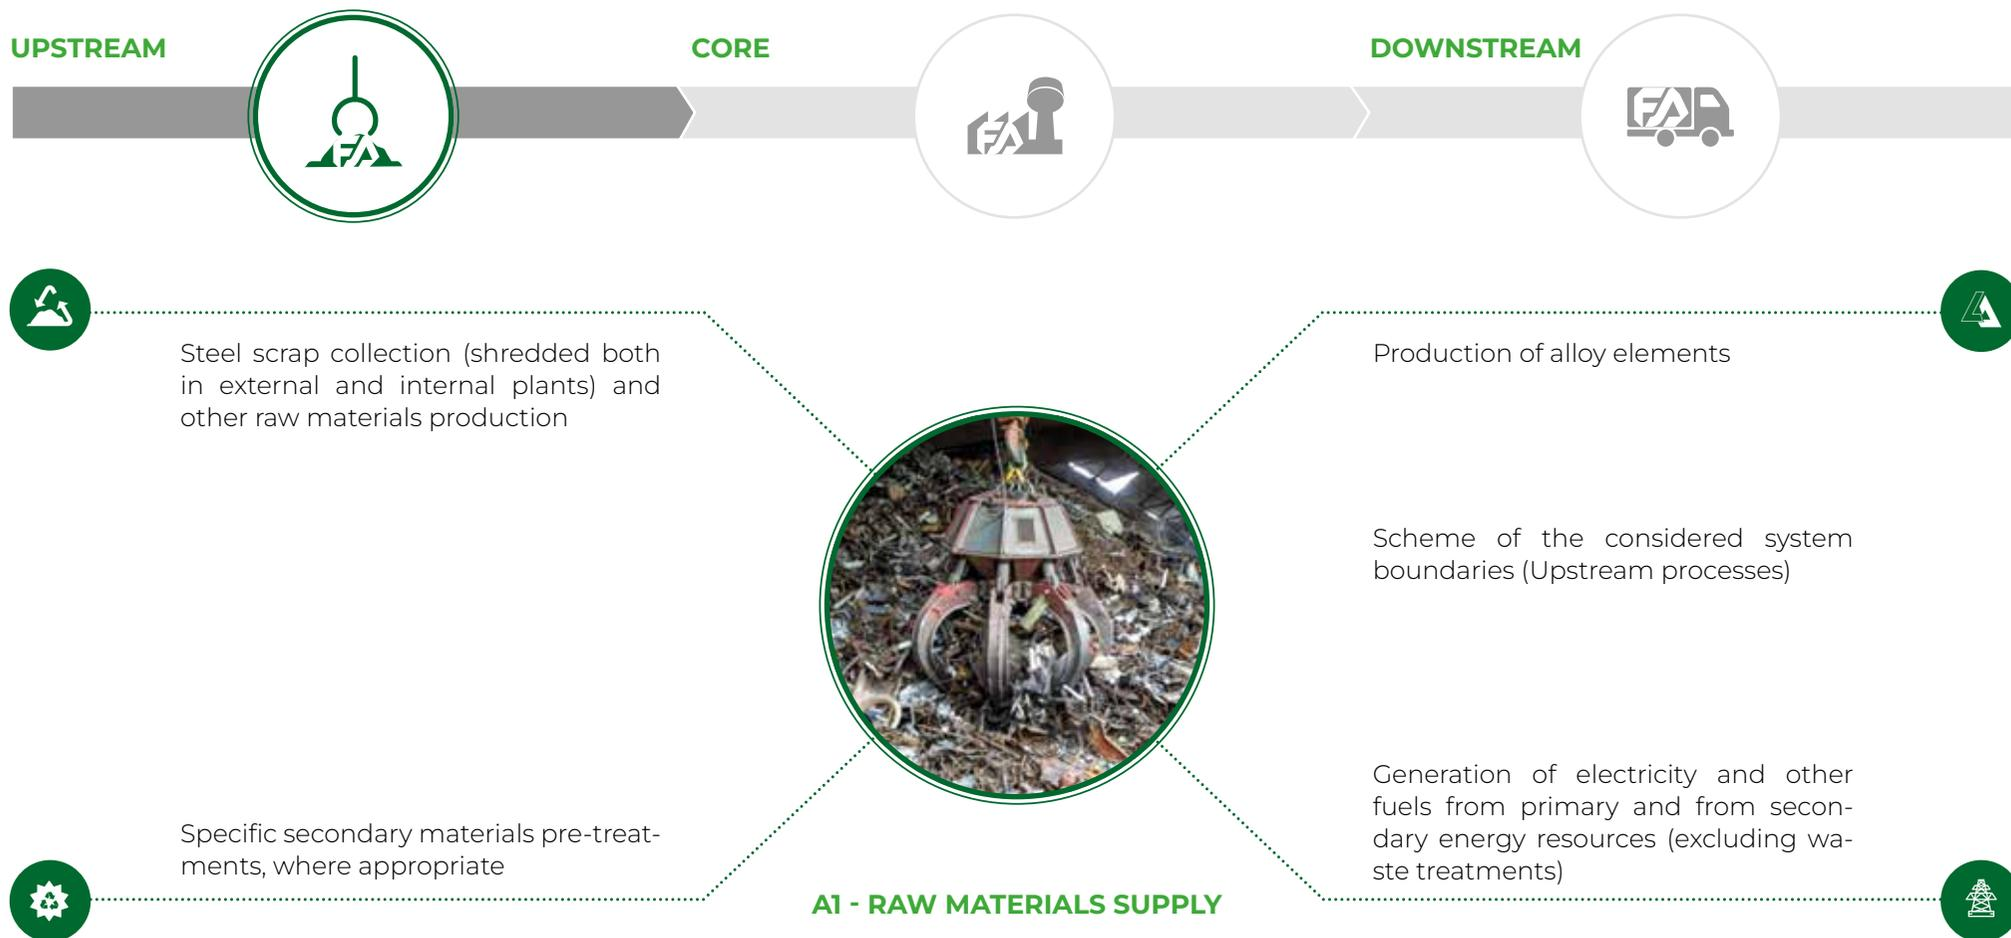 UPSTREAM
CORE
DOWNSTREAM
FA
FA
FA
Steel scrap collection (shredded both
in external and internal plants) and
other raw materials production
Production of alloy elements
Scheme of the considered system
boundaries (Upstream processes)
Specific secondary materials pre-treat-
ments, where appropriate
Generation of electricity and other
fuels from primary and from secon-
dary energy resources (excluding wa-
ste treatments)
A1 - RAW MATERIALS SUPPLY